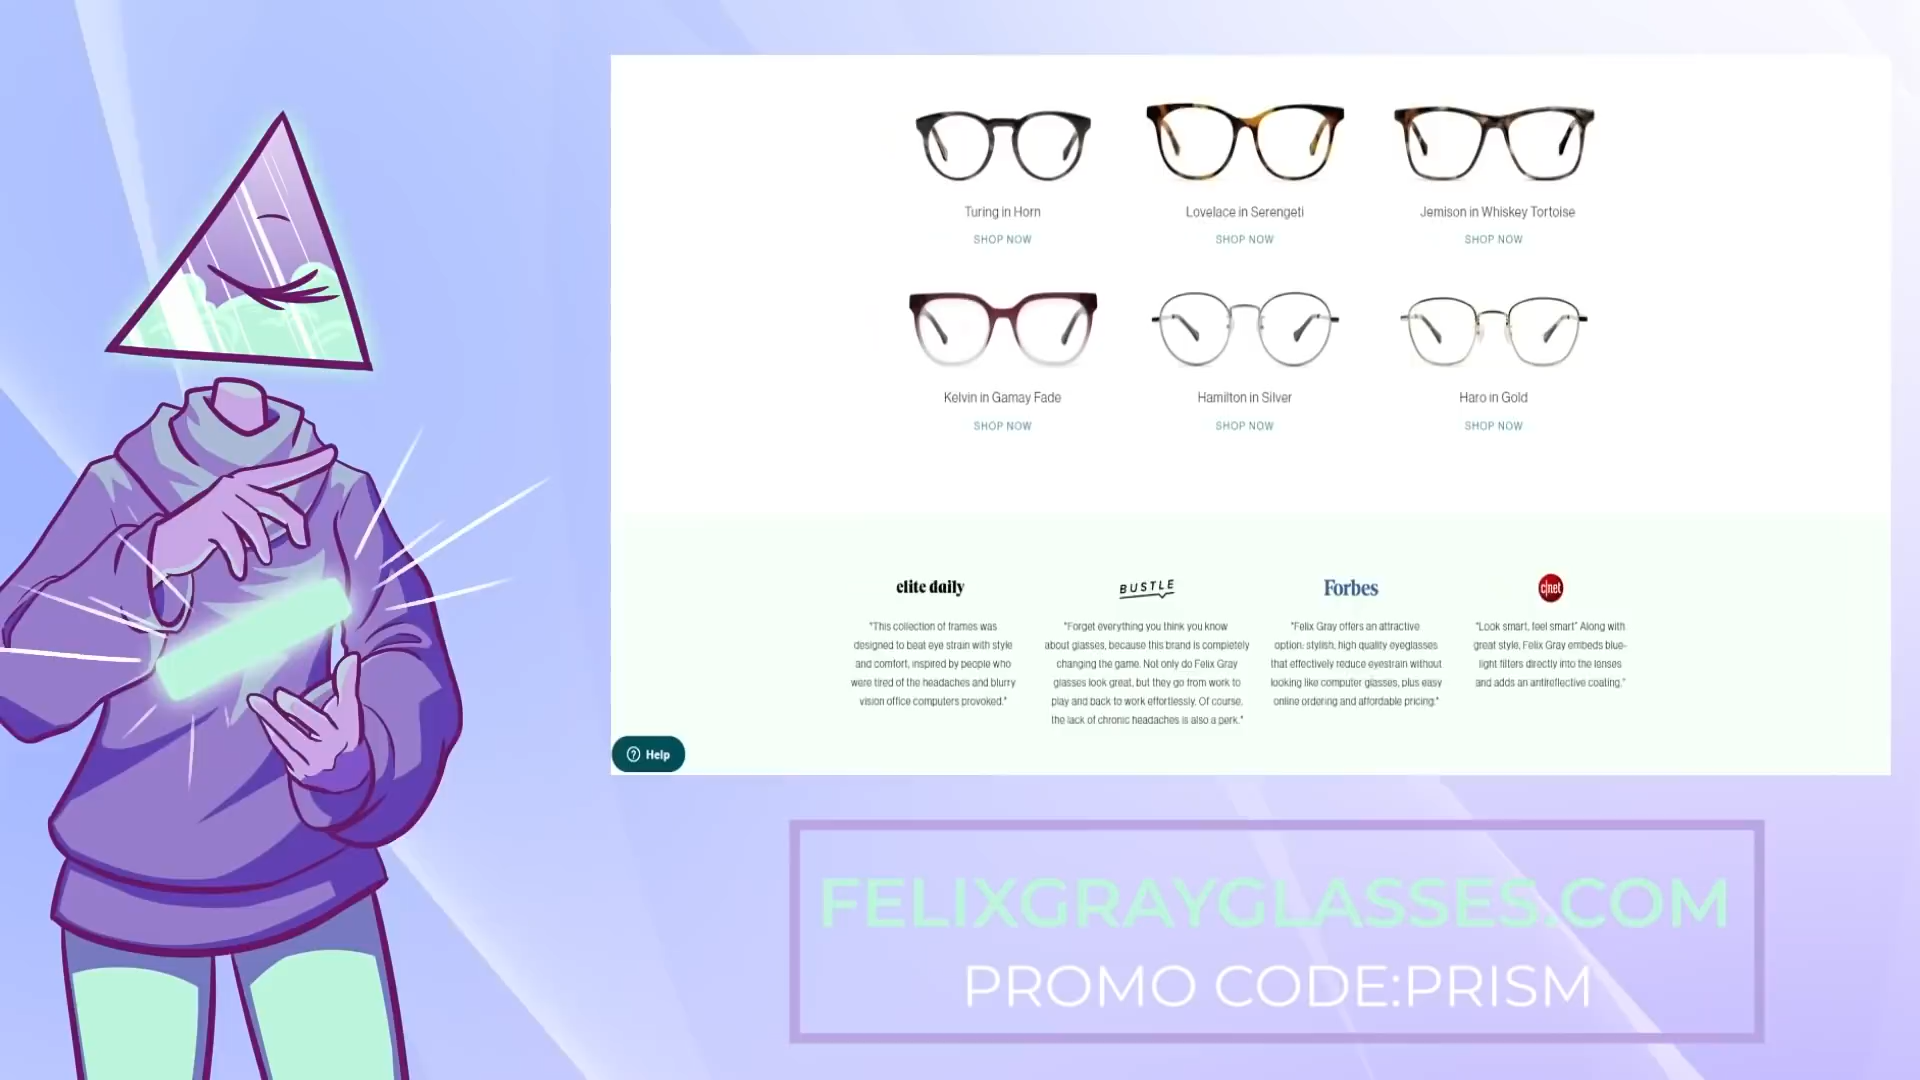 Turing in Horn
SHOP NOW
Lovelace in Serengeti
SHOP NOW
Jemison in Whiskey Tortoise
SHOP NOW
Kelvin in Gamay Fade
SHOP NOW
Hamilton in Silver
SHOP NOW
Haro in Gold
SHOP NOW
elite daily
"This collection of frames was
designed to beat eye strain with style
and comfort, inspired by people who
were tired of the headaches and blurry
vision office computers provoked."
BUSTLE
"Forget everything you think you know
about glasses, because this brand is completely
changing the game. Not only do Felix Gray
glasses look great, but they go from work to
play and back to work effortlessly. Of course,
the lack of chronic headaches is also a perk."
Forbes
"Felix Gray offers an attractive
option: stylish, high quality eyeglasses
that effectively reduce eyestrain without
looking like computer glasses, plus easy
online ordering and affordable pricing."
c|net
"Look smart, feel smart" Along with
great style, Felix Gray embeds blue-
light filters directly into the lenses
and adds an antireflective coating."
? Help
FELIXGRAYGLASSES.COM
PROMO CODE:PRISM